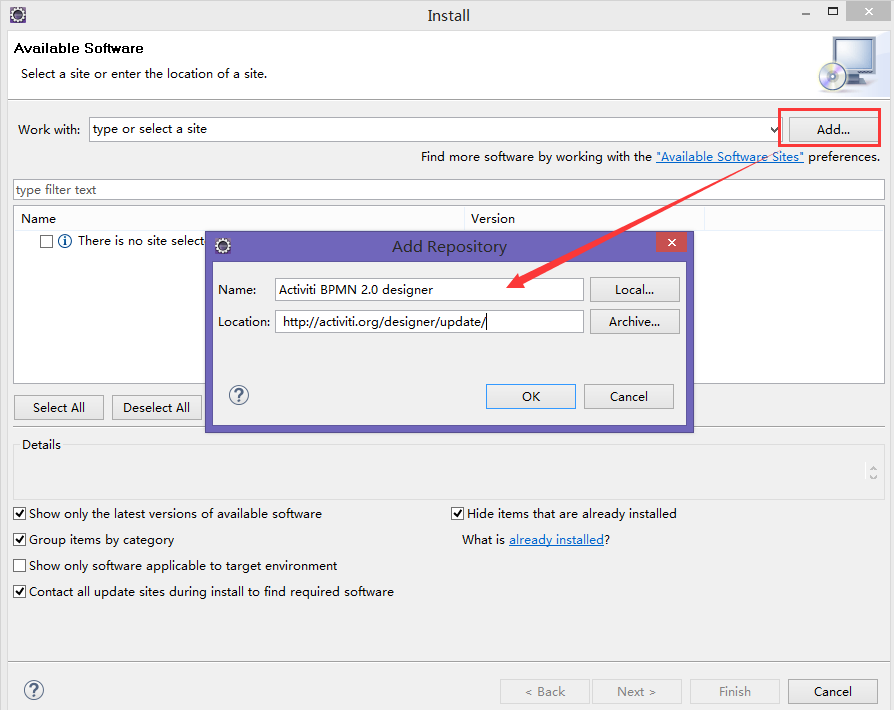 Install
Available Software
Select a site or enter the location of a site.
Work with: type or select a site Add...
Find more software by working with the "Available Software Sites" preferences.
type filter text
Name Version
There is no site select
Add Repository
Name: Activiti BPMN 2.0 designer Local...
Location: http://activiti.org/designer/update/ Archive...
? OK Cancel
Select All Deselect All
Details
Show only the latest versions of available software Hide items that are already installed
Group items by category What is already installed?
Show only software applicable to target environment
Contact all update sites during install to find required software
? < Back Next > Finish Cancel